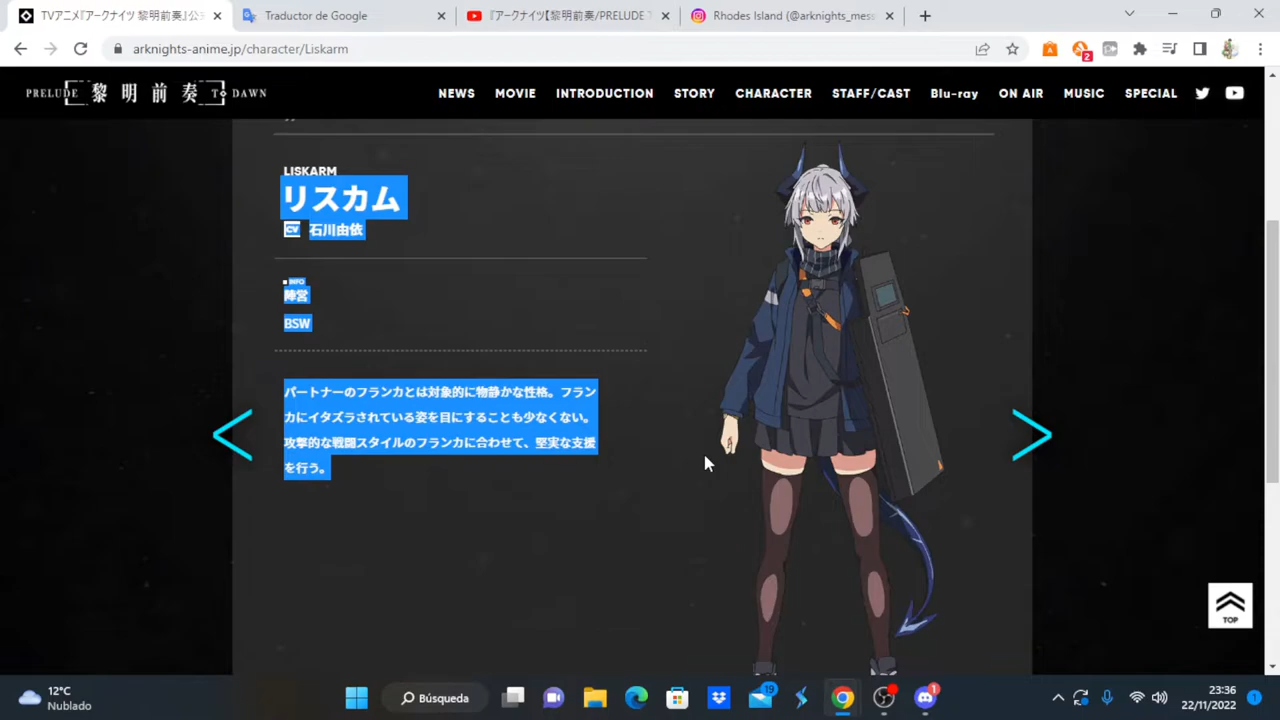 TVアニメ『アークナイツ 黎明前奏』公式
Traductor de Google
『アークナイツ【黎明前奏/PRELUDE T
Rhodes Island (@arknights_mess
arknights-anime.jp/character/Liskarm
2
PRELUDE 黎明前奏 TO DAWN
NEWS MOVIE INTRODUCTION STORY CHARACTER STAFF/CAST Blu-ray ON AIR MUSIC SPECIAL
LISKARM
リスカム
CV 石川由依
INFO
陣営
BSW
パートナーのフランカとは対象的に物静かな性格。フラン
カにイタズラされている姿を目にすることも少なくない。
攻撃的な戦闘スタイルのフランカに合わせて、堅実な支援
を行う。
TOP
12°C
Nublado
Búsqueda
19
1
23:36
22/11/2022
1